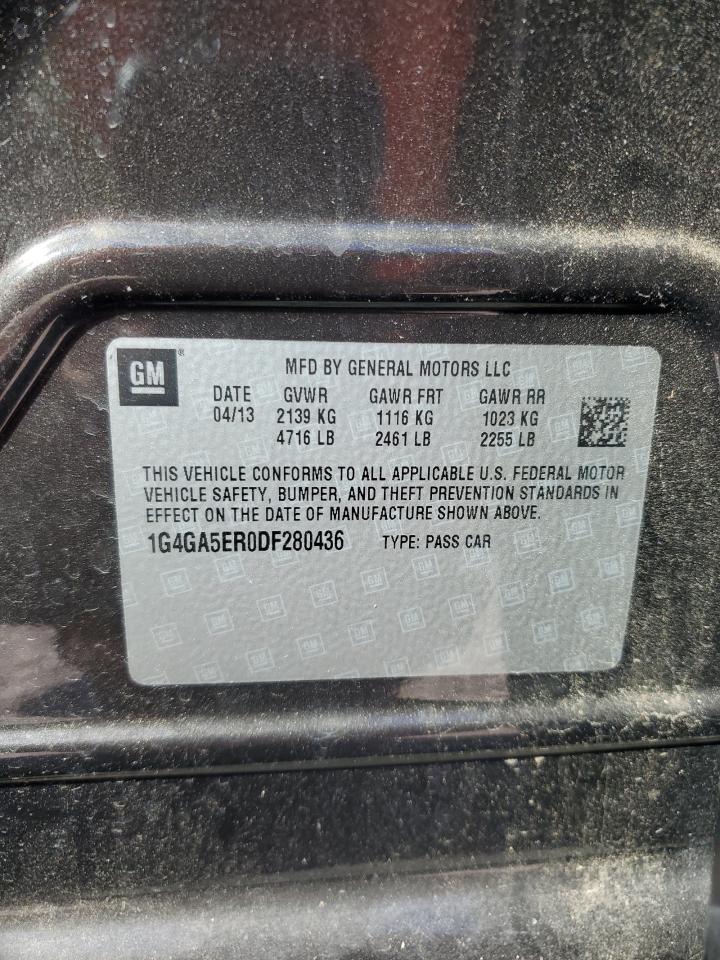 GM ®
MFD BY GENERAL MOTORS LLC
DATE GVWR GAWR FRT GAWR RR
04/13 2139 KG 1116 KG 1023 KG
4716 LB 2461 LB 2255 LB
THIS VEHICLE CONFORMS TO ALL APPLICABLE U.S. FEDERAL MOTOR
VEHICLE SAFETY, BUMPER, AND THEFT PREVENTION STANDARDS IN
EFFECT ON THE DATE OF MANUFACTURE SHOWN ABOVE.
1G4GA5ER0DF280436 TYPE: PASS CAR